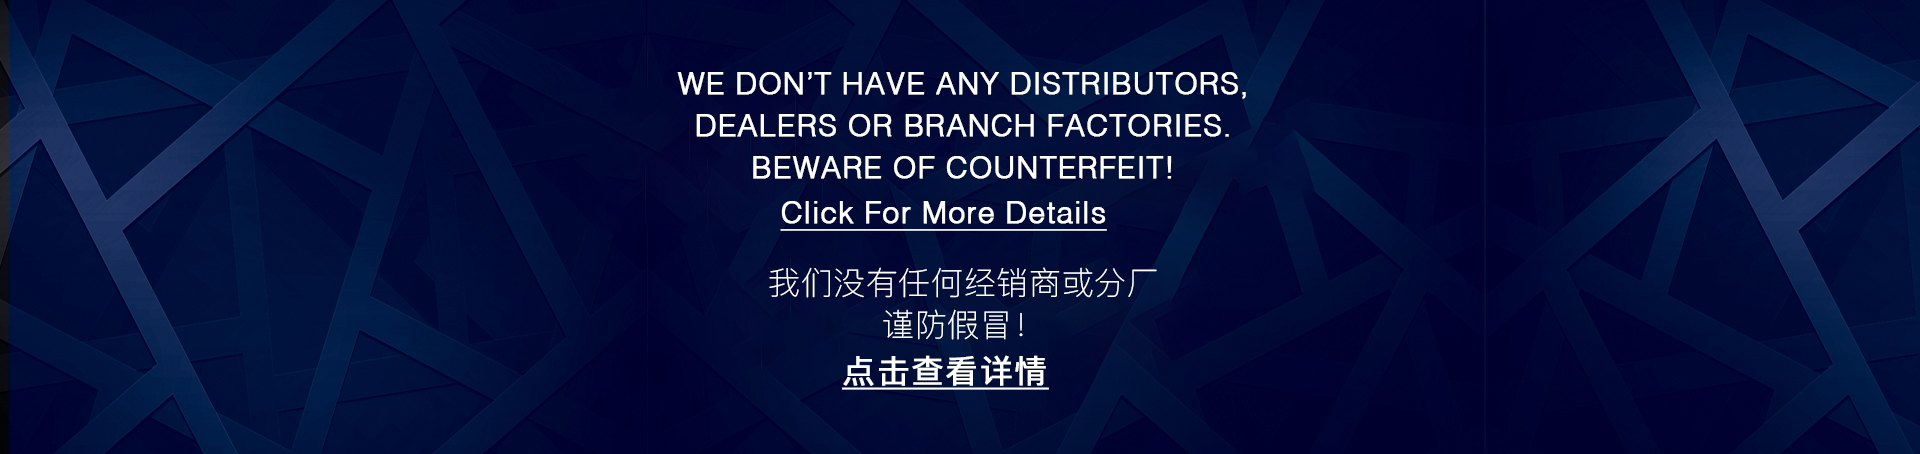 WE DON'T HAVE ANY DISTRIBUTORS,
DEALERS OR BRANCH FACTORIES.
BEWARE OF COUNTERFEIT!
Click For More Details
我们没有任何经销商或分厂
谨防假冒！
点击查看详情